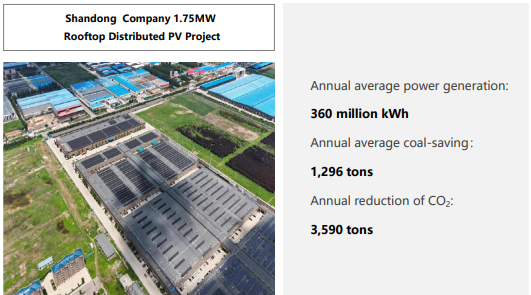 Shandong Company 1.75MW
Rooftop Distributed PV Project
Annual average power generation:
360 million kWh
Annual average coal-saving:
1,296 tons
Annual reduction of CO₂:
3,590 tons